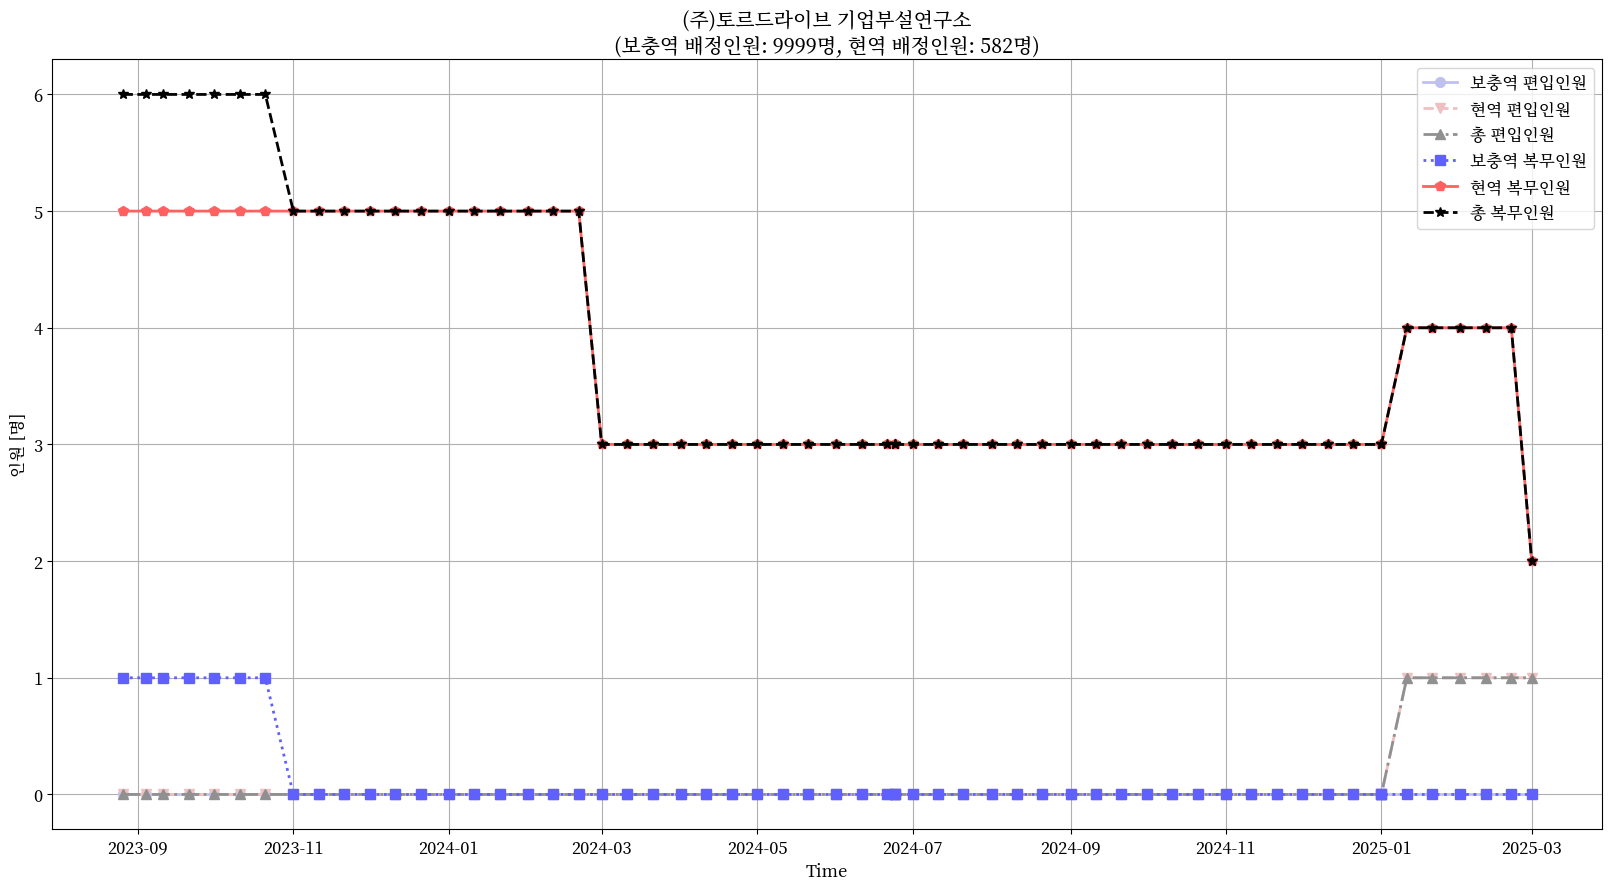 (주)토르드라이브 기업부설연구소
(보충역 배정인원: 9999명, 현역 배정인원: 582명)
보충역 편입인원
현역 편입인원
총 편입인원
보충역 복무인원
현역 복무인원
총 복무인원
6
5
4
3
2
1
0
인원 [명]
2023-09
2023-11
2024-01
2024-03
2024-05
2024-07
2024-09
2024-11
2025-01
2025-03
Time